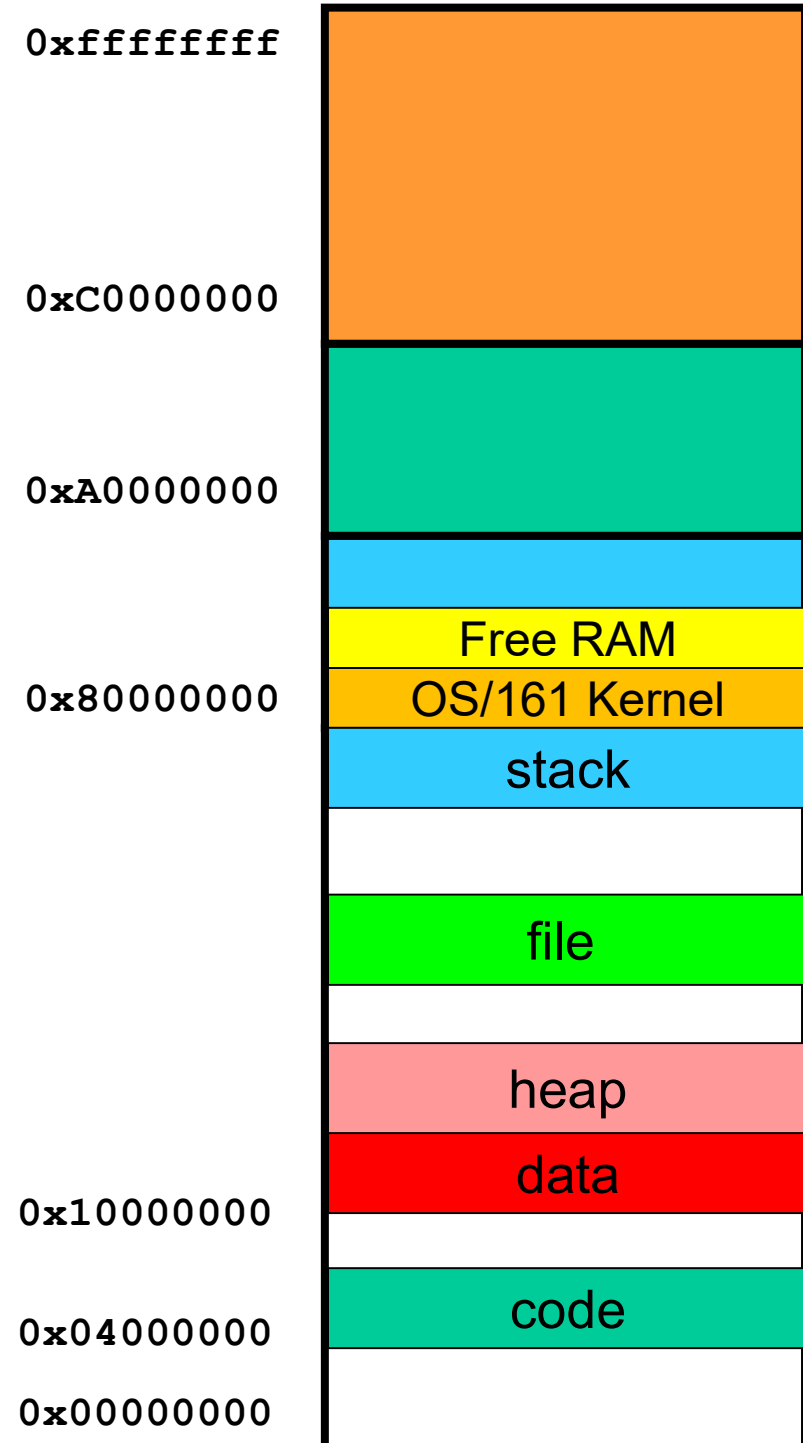 0xffffffff
0xC0000000
0xA0000000
Free RAM
0x80000000 OS/161 Kernel
stack
file
heap
data
0x10000000
code
0x04000000
0x00000000